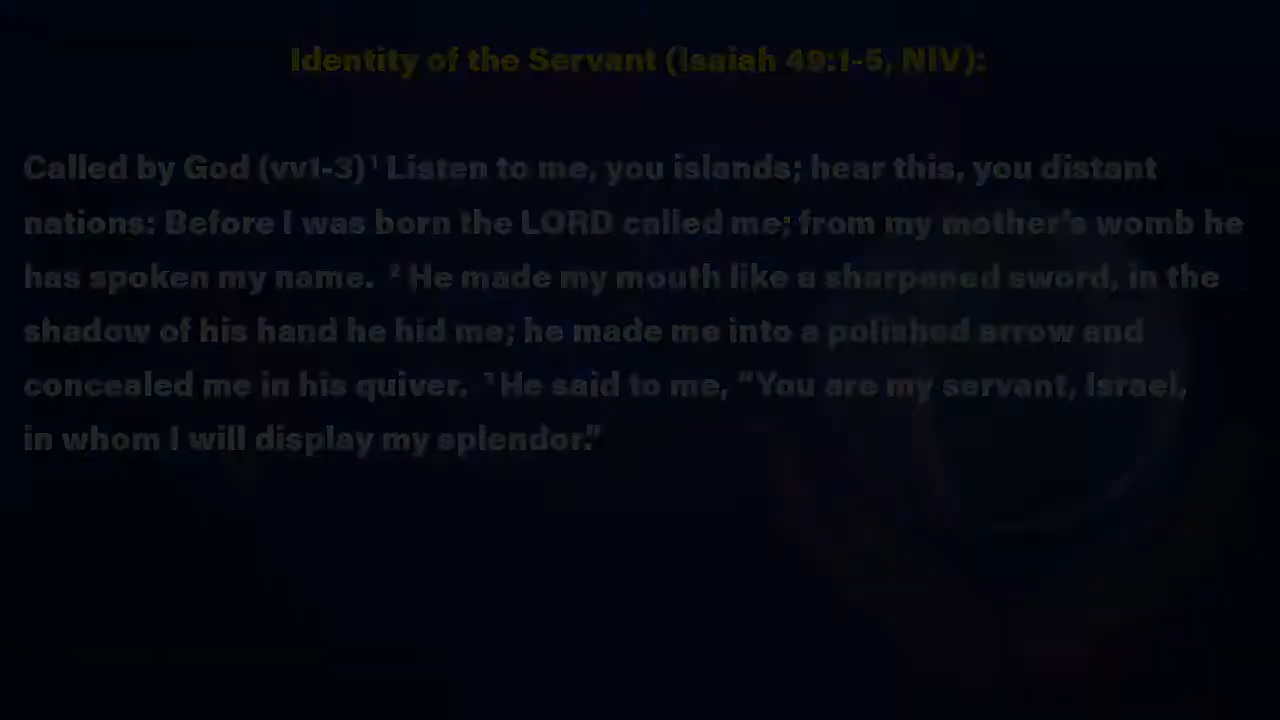 Identity of the Servant (Isaiah 49:1-5, NIV):
Called by God (vv1-3) ¹ Listen to me, you islands; hear this, you distant
nations: Before I was born the LORD called me; from my mother's womb he
has spoken my name. ² He made my mouth like a sharpened sword, in the
shadow of his hand he hid me; he made me into a polished arrow and
concealed me in his quiver. ³ He said to me, “You are my servant, Israel,
in whom I will display my splendor.”